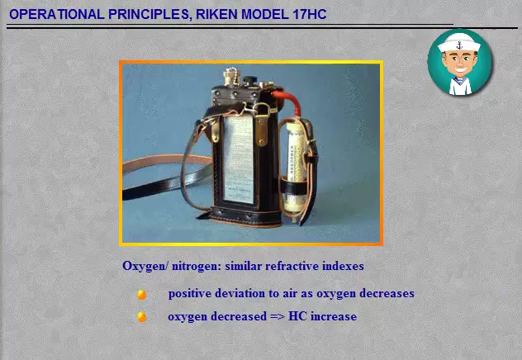 OPERATIONAL PRINCIPLES, RIKEN MODEL 17HC
Oxygen/ nitrogen: similar refractive indexes
positive deviation to air as oxygen decreases
oxygen decreased => HC increase